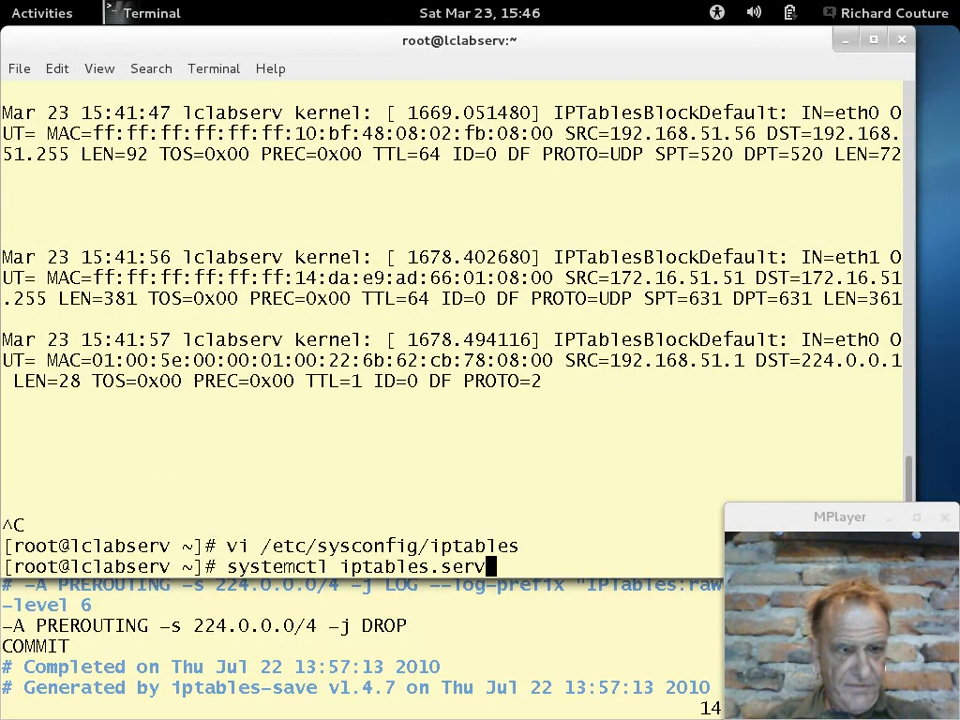 Activities Terminal Sat Mar 23, 15:46 Richard Couture
root@lclabserv:~
File Edit View Search Terminal Help
Mar 23 15:41:47 lclabserv kernel: [ 1669.051480] IPTablesBlockDefault: IN=eth0 O
UT= MAC=ff:ff:ff:ff:ff:ff:10:bf:48:08:02:fb:08:00 SRC=192.168.51.56 DST=192.168.
51.255 LEN=92 TOS=0x00 PREC=0x00 TTL=64 ID=0 DF PROTO=UDP SPT=520 DPT=520 LEN=72
Mar 23 15:41:56 lclabserv kernel: [ 1678.402680] IPTablesBlockDefault: IN=eth1 O
UT= MAC=ff:ff:ff:ff:ff:ff:14:da:e9:ad:66:01:08:00 SRC=172.16.51.51 DST=172.16.51
.255 LEN=381 TOS=0x00 PREC=0x00 TTL=64 ID=0 DF PROTO=UDP SPT=631 DPT=631 LEN=361
Mar 23 15:41:57 lclabserv kernel: [ 1678.494116] IPTablesBlockDefault: IN=eth0 O
UT= MAC=01:00:5e:00:00:01:00:22:6b:62:cb:78:08:00 SRC=192.168.51.1 DST=224.0.0.1
LEN=28 TOS=0x00 PREC=0x00 TTL=1 ID=0 DF PROTO=2
^C
[root@lclabserv ~]# vi /etc/sysconfig/iptables
[root@lclabserv ~]# systemctl iptables.serv
# -A PREROUTING -s 224.0.0.0/4 -j LOG --log-prefix "IPTables:raw
-level 6
-A PREROUTING -s 224.0.0.0/4 -j DROP
COMMIT
# Completed on Thu Jul 22 13:57:13 2010
# Generated by iptables-save v1.4.7 on Thu Jul 22 13:57:13 2010
14
MPlayer